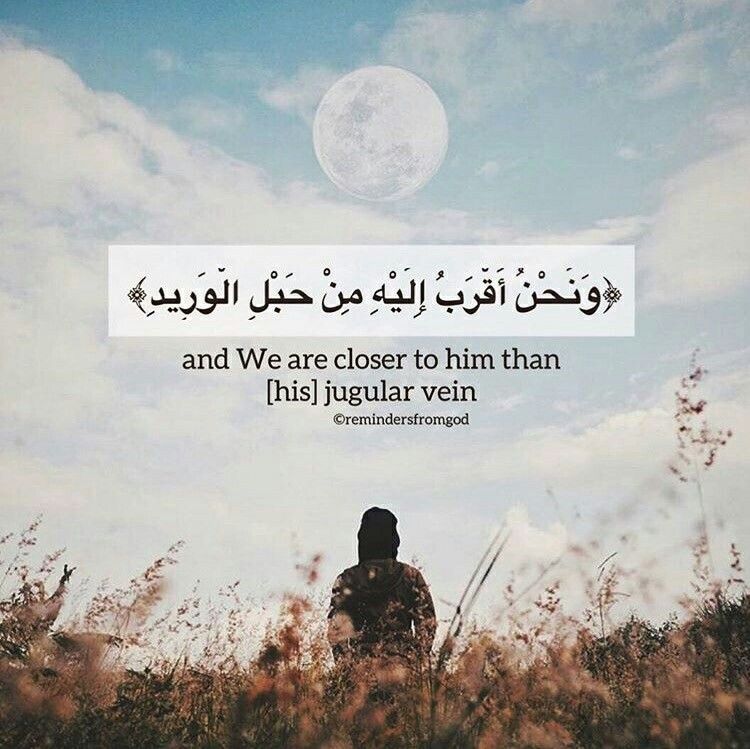 ﴿وَنَحْنُ أَقْرَبُ إِلَيْهِ مِنْ حَبْلِ الْوَرِيدِ﴾
and We are closer to him than
[his] jugular vein
©remindersfromgod